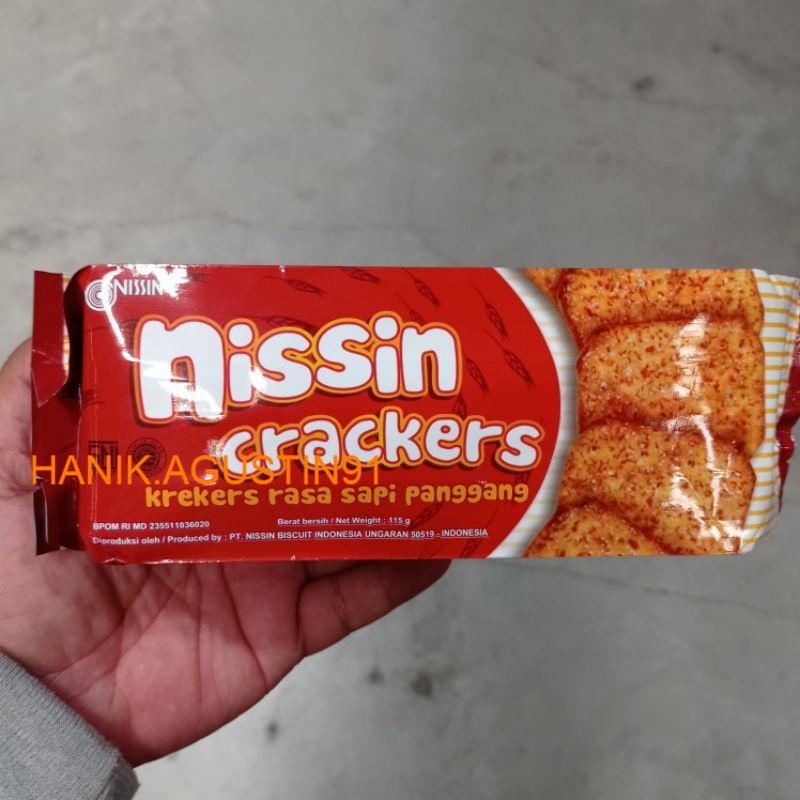 NISSIN
nissin
crackers
HANIK.AGUSTIN91
krekers rasa sapi panggang
BPOM RI MD 235511036020
Berat bersih / Net Weight : 115 g
Diproduksi oleh / Produced by : PT. NISSIN BISCUIT INDONESIA UNGARAN 50519 - INDONESIA